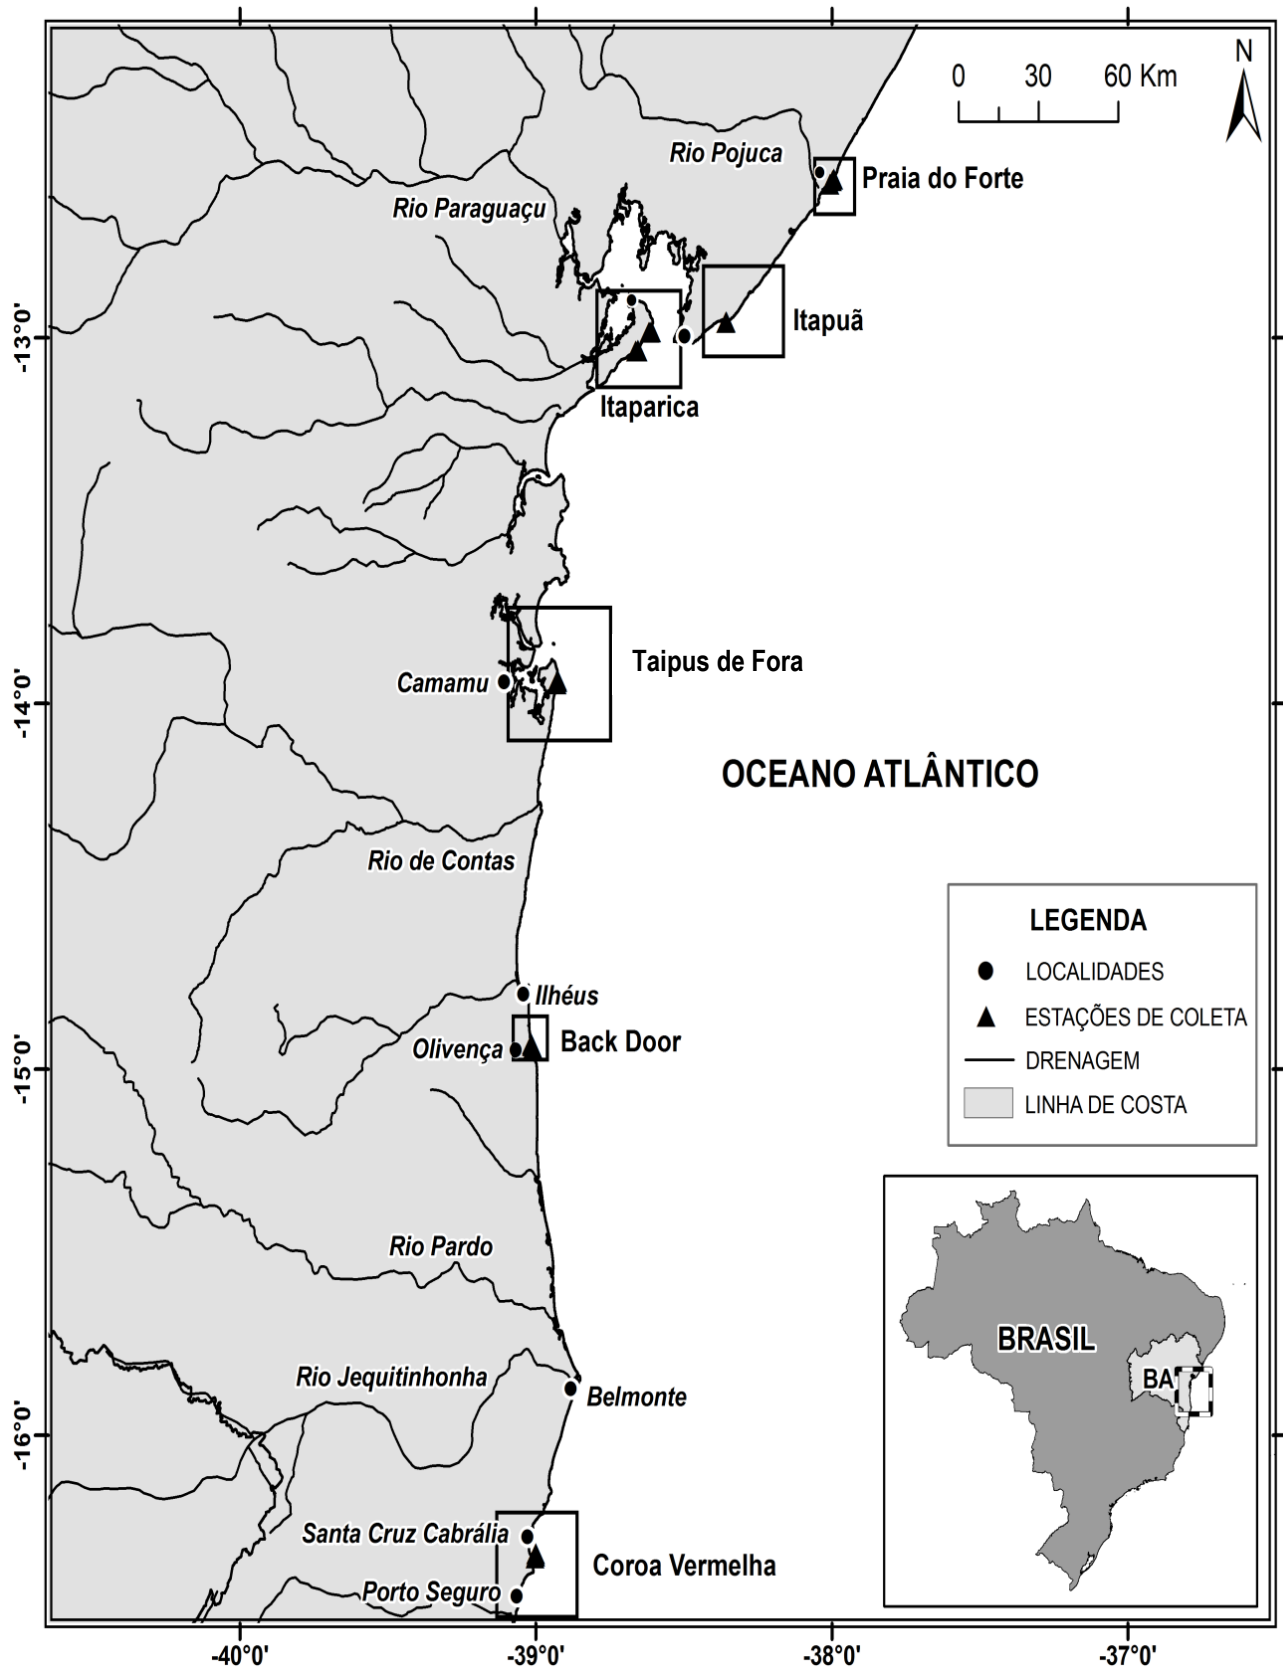 N
0 30 60 Km
Rio Pojuca
Praia do Forte
Rio Paraguaçu
Itapuã
-13°0'
Itaparica
Taipus de Fora
Camamu
-14°0'
OCEANO ATLÂNTICO
Rio de Contas
LEGENDA
LOCALIDADES
ESTAÇÕES DE COLETA
DRENAGEM
LINHA DE COSTA
Ilhéus
Back Door
Olivença
-15°0'
Rio Pardo
BRASIL
BA
Rio Jequitinhonha
Belmonte
-16°0'
Santa Cruz Cabrália
Coroa Vermelha
Porto Seguro
-40°0' -39°0' -38°0' -37°0'